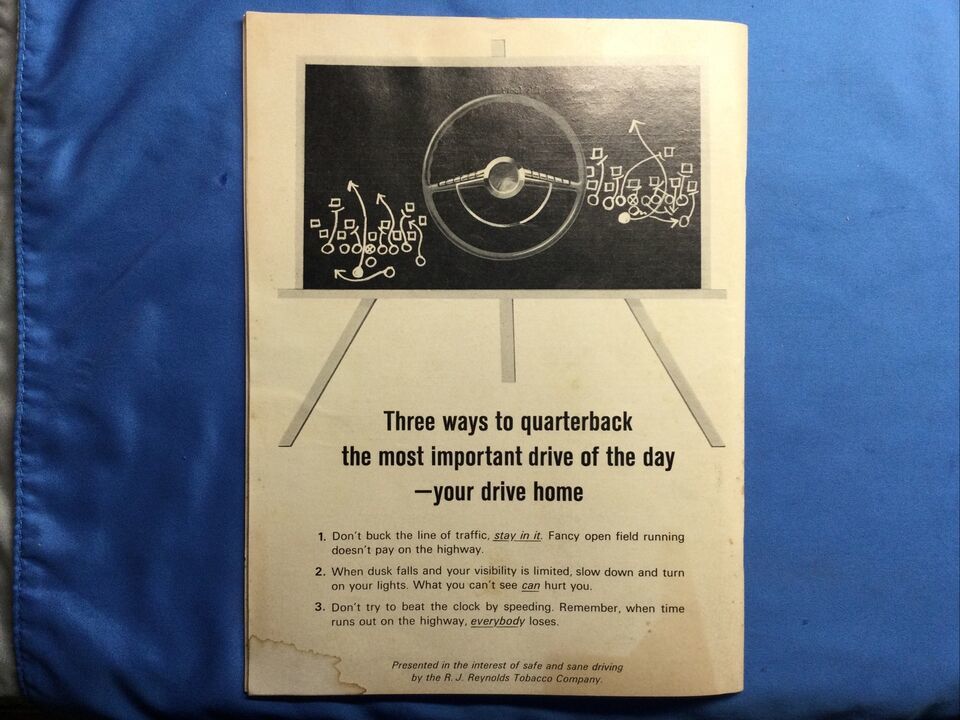 Three ways to quarterback
the most important drive of the day
—your drive home
1. Don't buck the line of traffic, stay in it. Fancy open field running
doesn't pay on the highway.
2. When dusk falls and your visibility is limited, slow down and turn
on your lights. What you can't see can hurt you.
3. Don't try to beat the clock by speeding. Remember, when time
runs out on the highway, everybody loses.
Presented in the interest of safe and sane driving
by the R. J. Reynolds Tobacco Company.